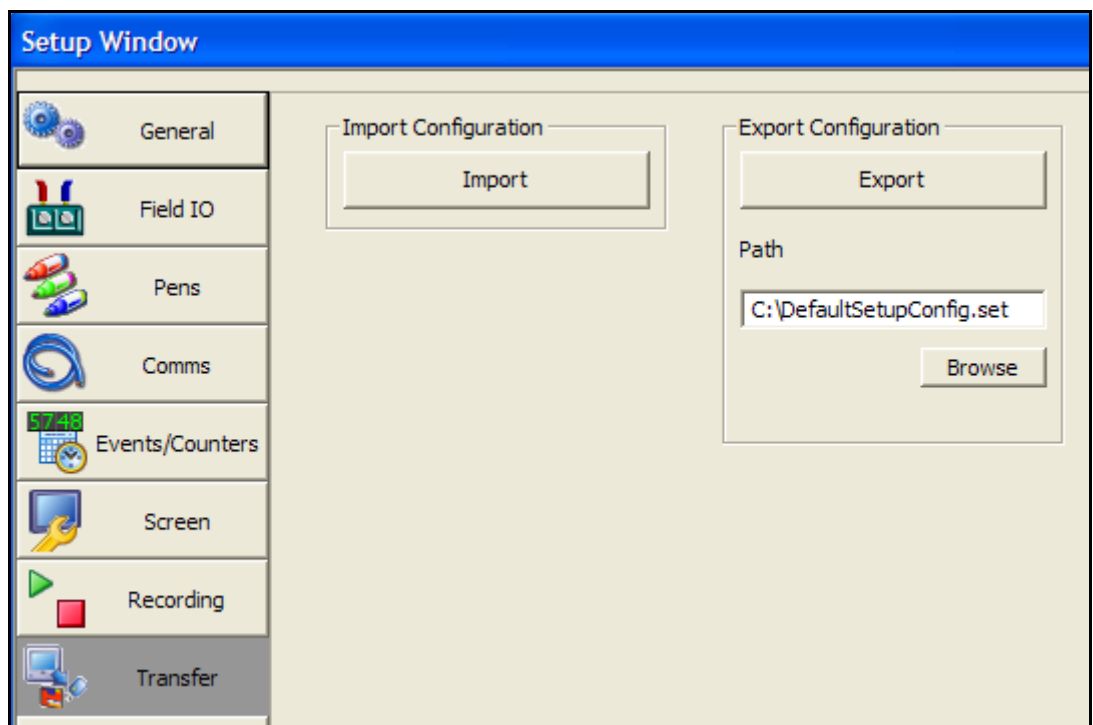 Setup Window
General
Field IO
Pens
Comms
57:48
Events/Counters
Screen
Recording
Transfer
Import Configuration
Import
Export Configuration
Export
Path
C:\DefaultSetupConfig.set
Browse